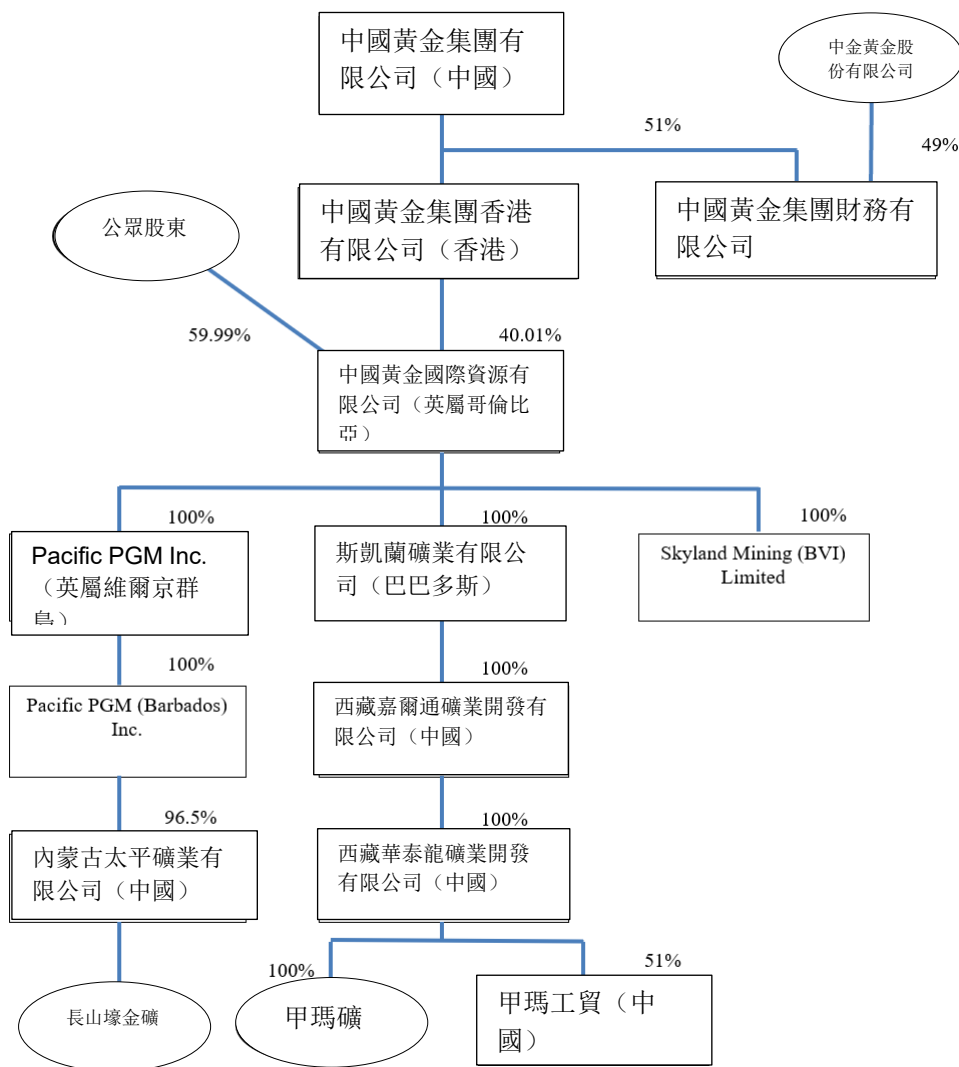 中國黃金集團有
限公司（中國）
中金黃金股
份有限公司
51%
49%
公眾股東
中國黃金集團香港
有限公司（香港）
中國黃金集團財務有
限公司
59.99%
40.01%
中國黃金國際資源有
限公司（英屬哥倫比
亞）
100%
100%
100%
Pacific PGM Inc.
（英屬維爾京群
島）
斯凱蘭礦業有限公
司（巴巴多斯）
Skyland Mining (BVI)
Limited
100%
100%
Pacific PGM (Barbados)
Inc.
西藏嘉爾通礦業開發有
限公司（中國）
96.5%
100%
內蒙古太平礦業有
限公司（中國）
西藏華泰龍礦業開發
有限公司（中國）
100%
51%
長山壕金礦
甲瑪礦
甲瑪工貿（中
國）